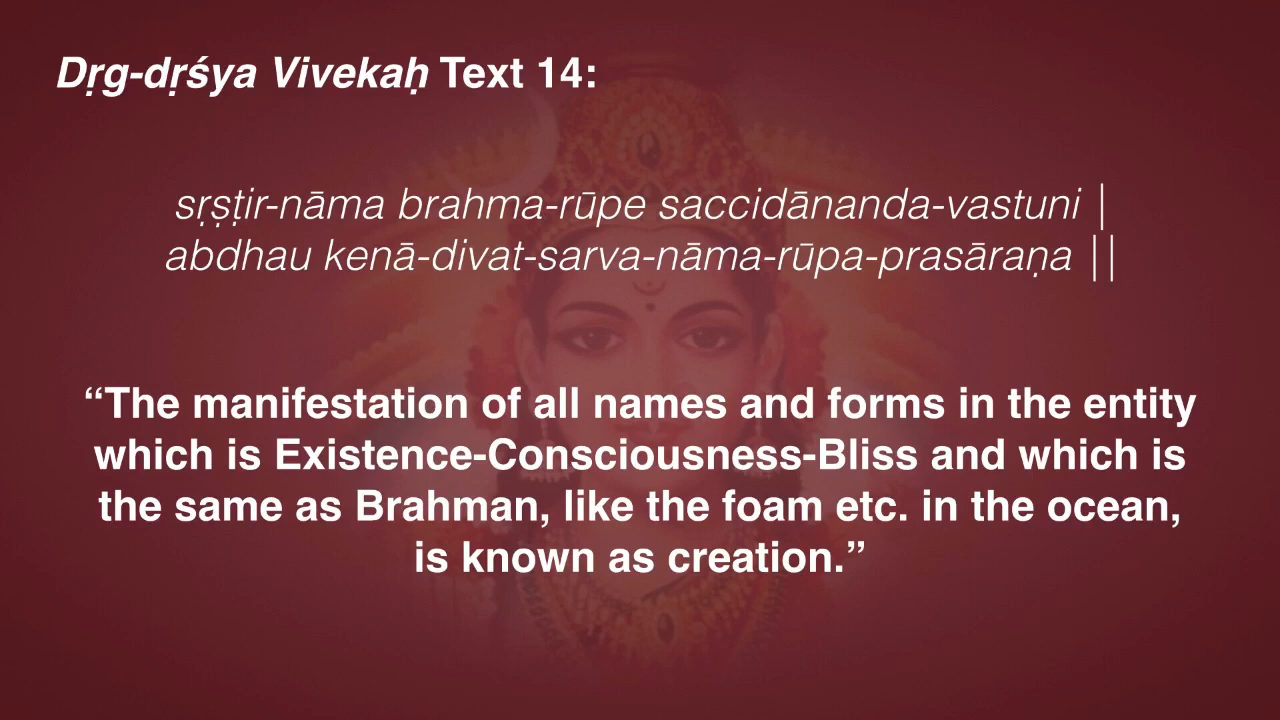 Dṛg-dṛśya Vivekaḥ Text 14:
sṛṣṭir-nāma brahma-rūpe saccidānanda-vastuni |
abdhau kenā-divat-sarva-nāma-rūpa-prasāraṇa ||
“The manifestation of all names and forms in the entity
which is Existence-Consciousness-Bliss and which is
the same as Brahman, like the foam etc. in the ocean,
is known as creation.”